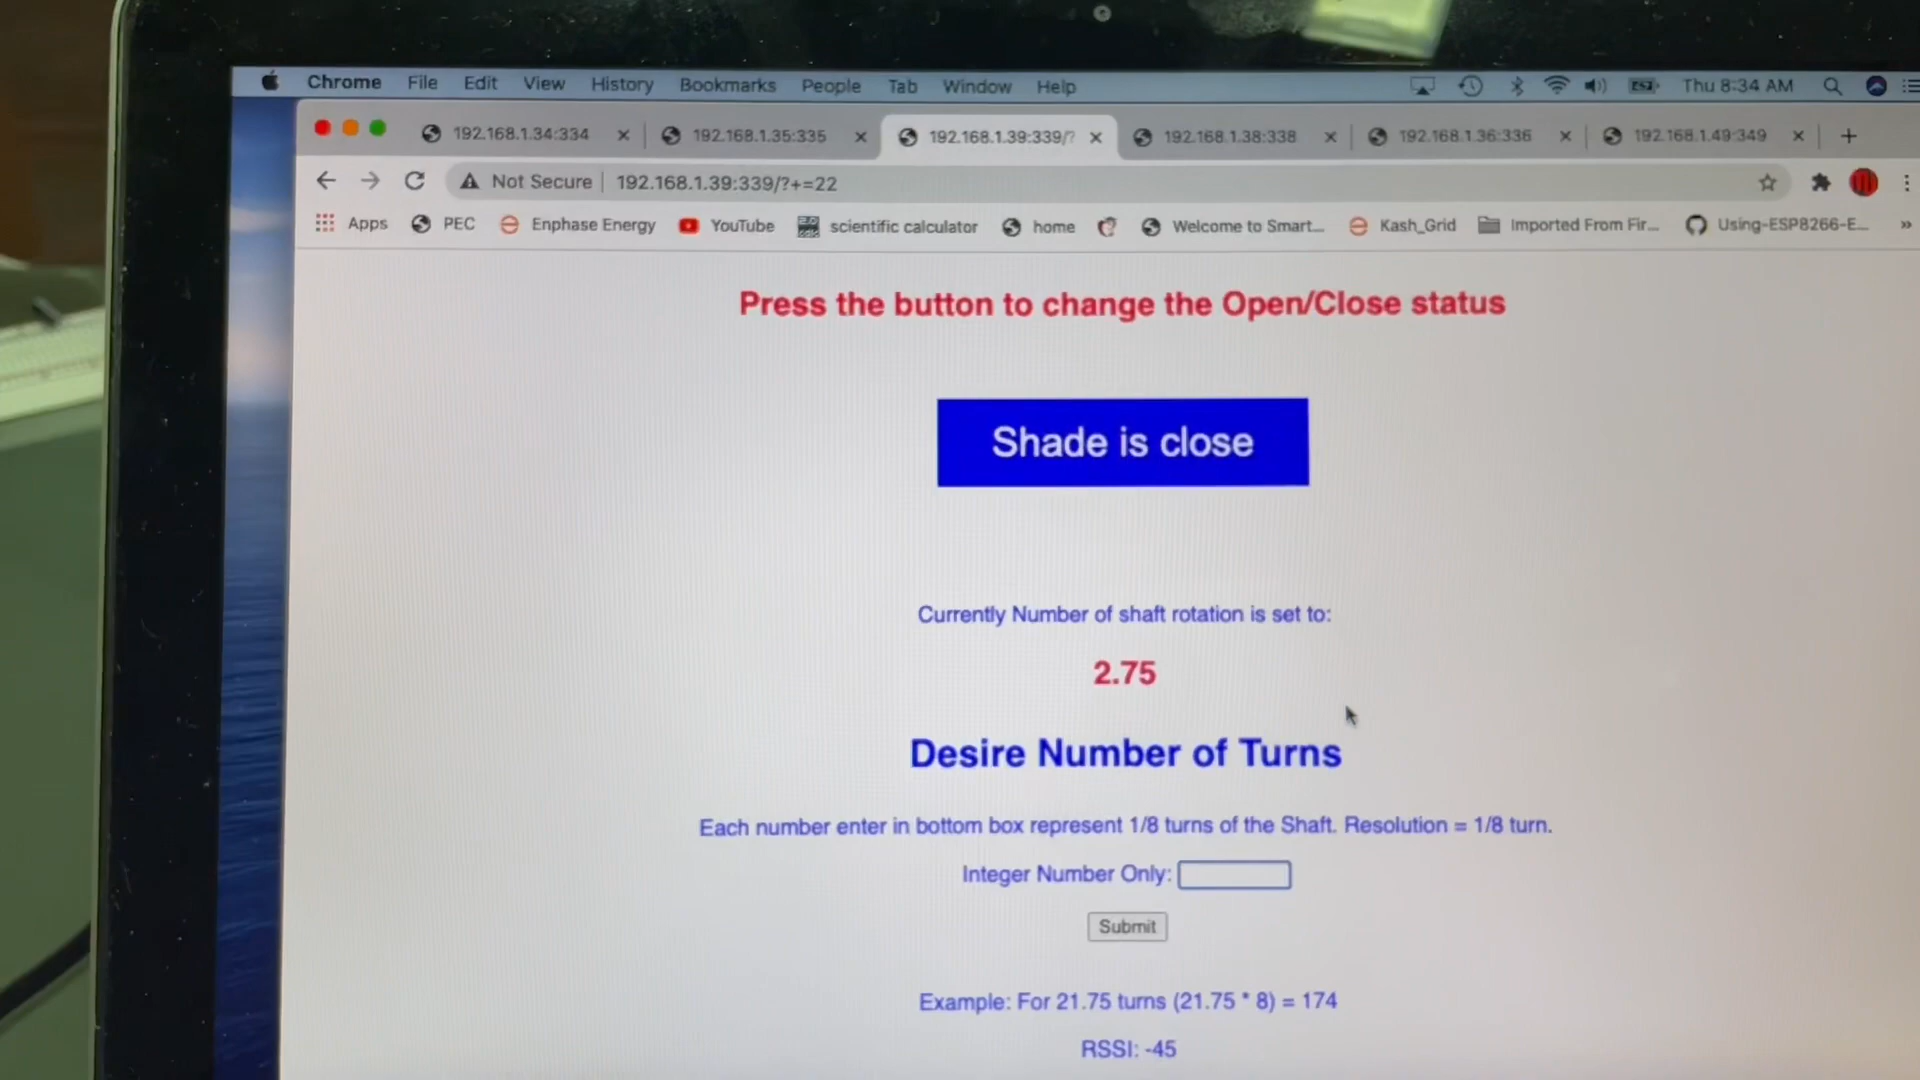 Chrome File Edit View History Bookmarks People Tab Window Help Thu 8:34 AM
192.168.1.34:334 192.168.1.35:335 192.168.1.39:339/? 192.168.1.38:338 192.168.1.36:336 192.168.1.49:349
Not Secure 192.168.1.39:339/?+=22
Apps PEC Enphase Energy YouTube scientific calculator home Welcome to Smart... Kash_Grid Imported From Fir... Using-ESP8266-E... »
Press the button to change the Open/Close status
Shade is close
Currently Number of shaft rotation is set to:
2.75
Desire Number of Turns
Each number enter in bottom box represent 1/8 turns of the Shaft. Resolution = 1/8 turn.
Integer Number Only:
Submit
Example: For 21.75 turns (21.75 * 8) = 174
RSSI: -45